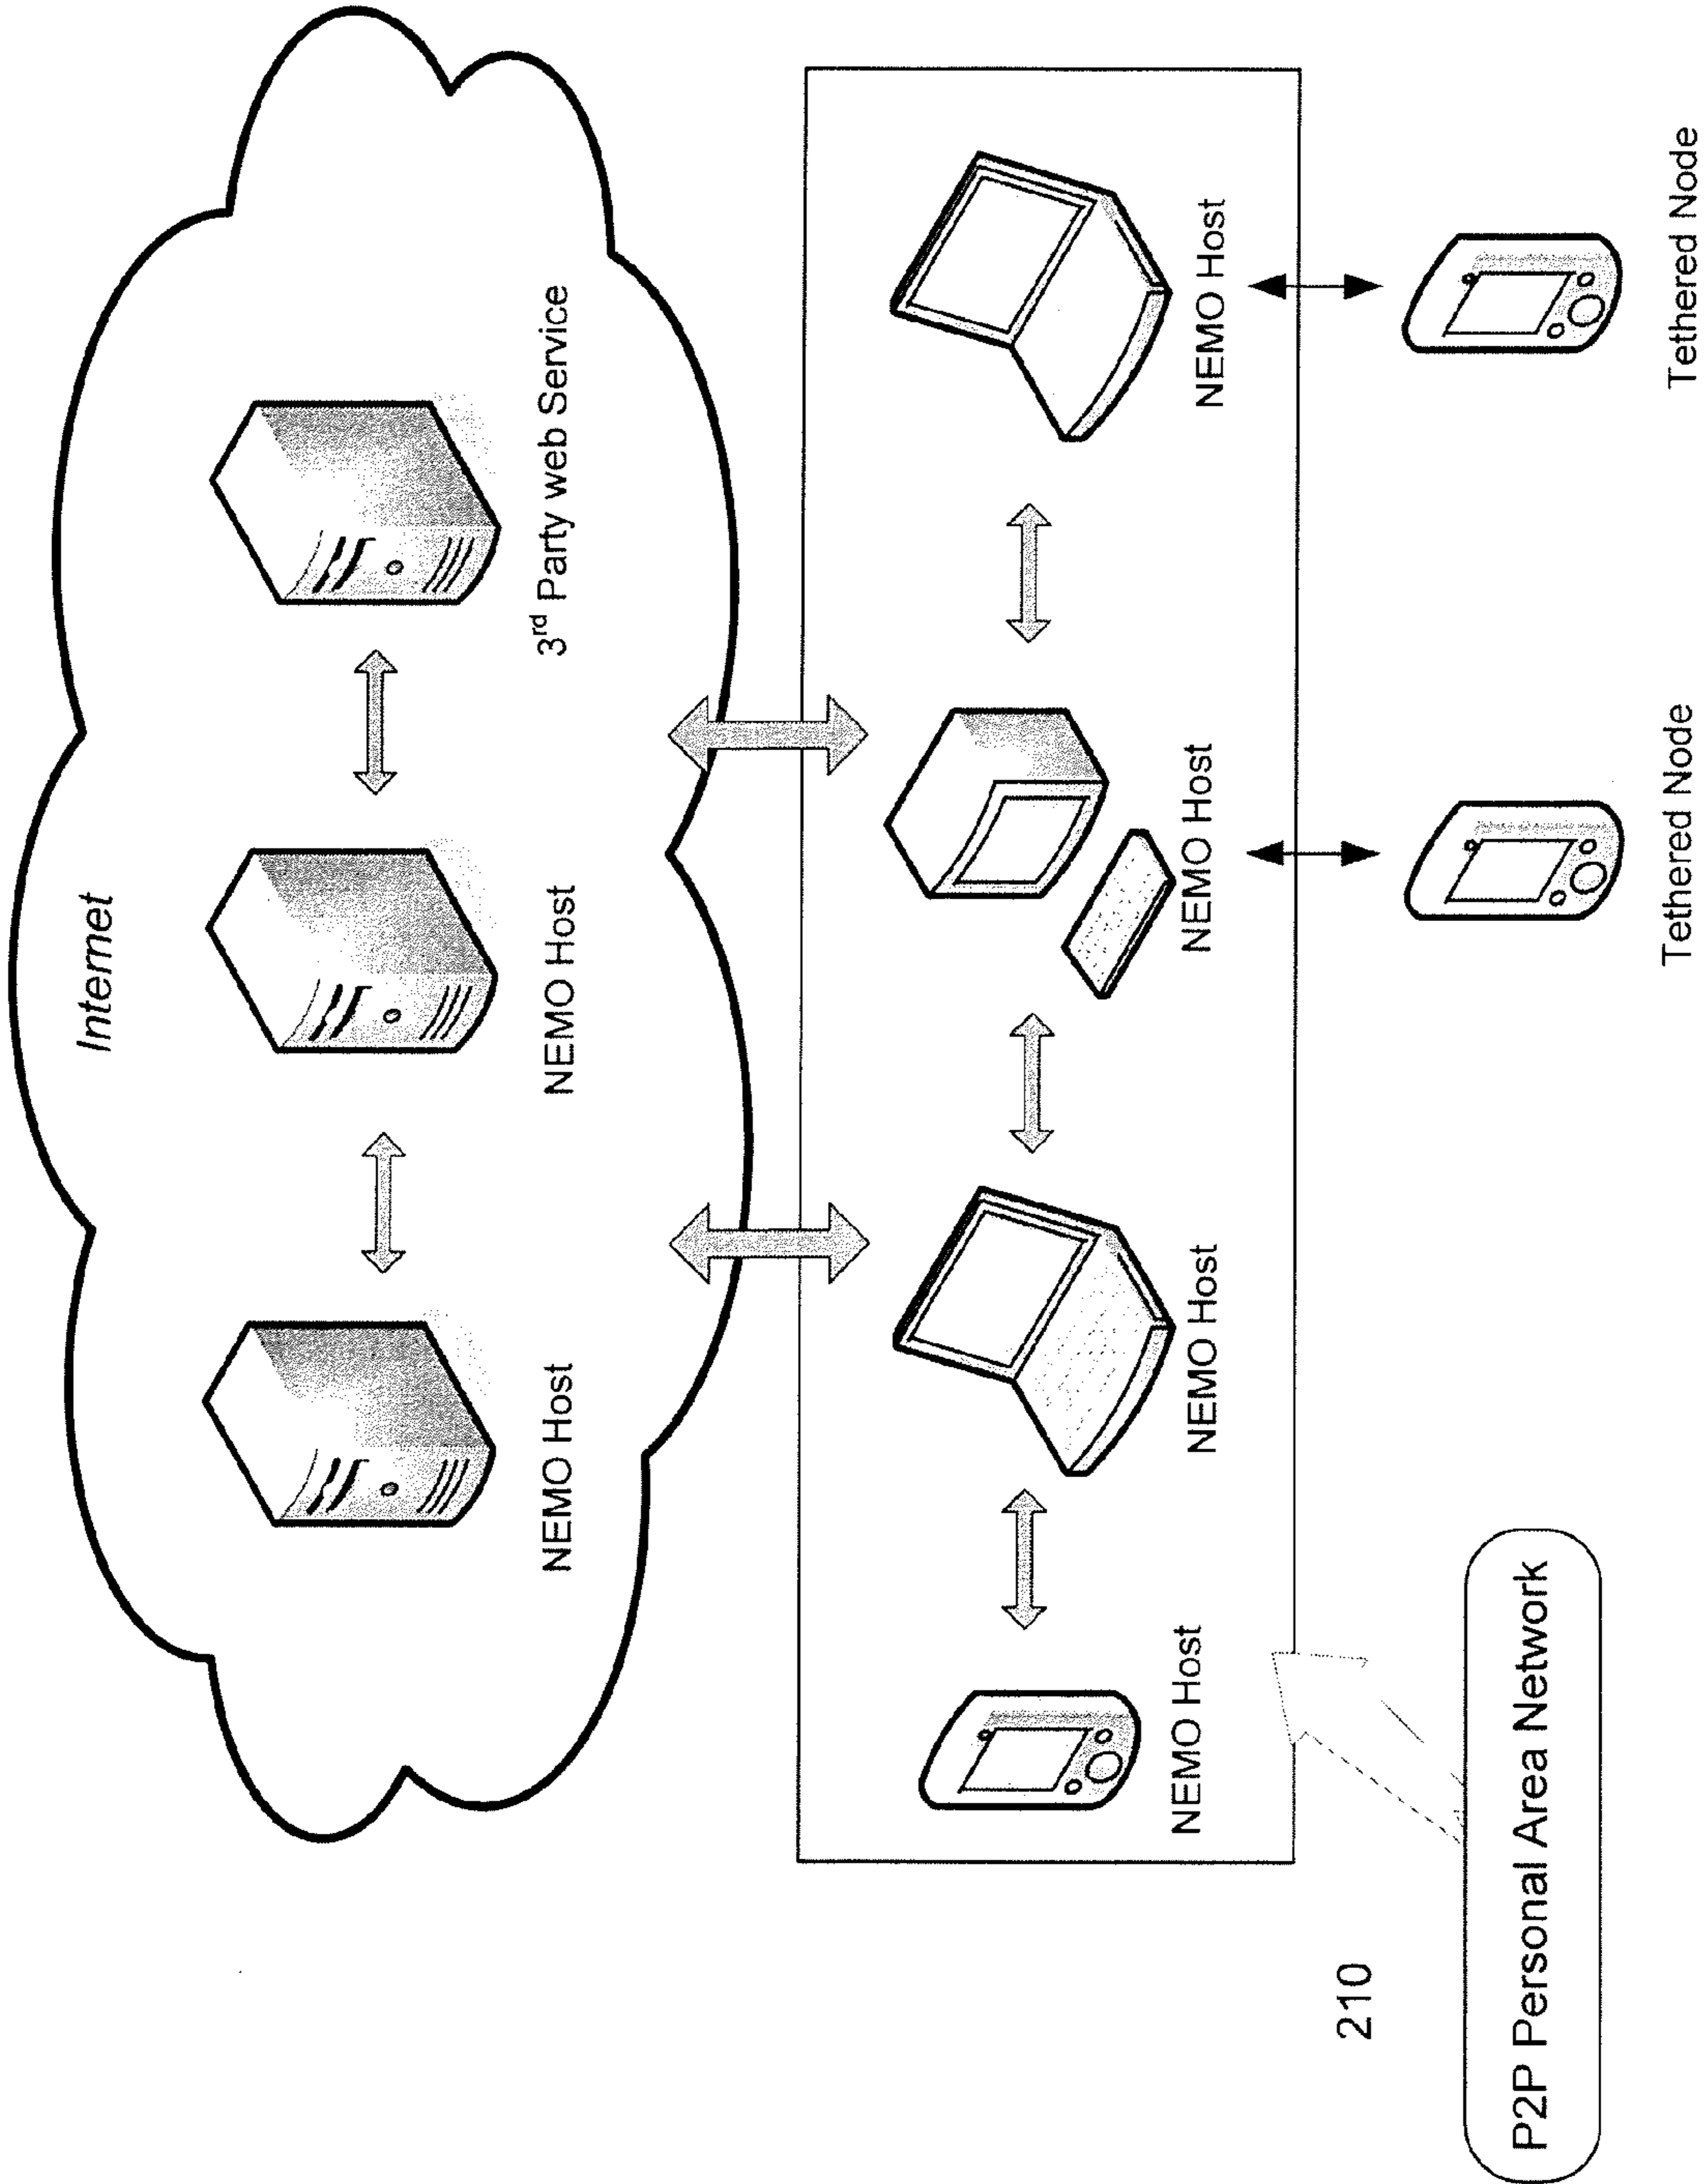 Internet
NEMO Host
NEMO Host
3rd Party web Service
NEMO Host
NEMO Host
NEMO Host
NEMO Host
210
P2P Personal Area Network
Tethered Node
Tethered Node